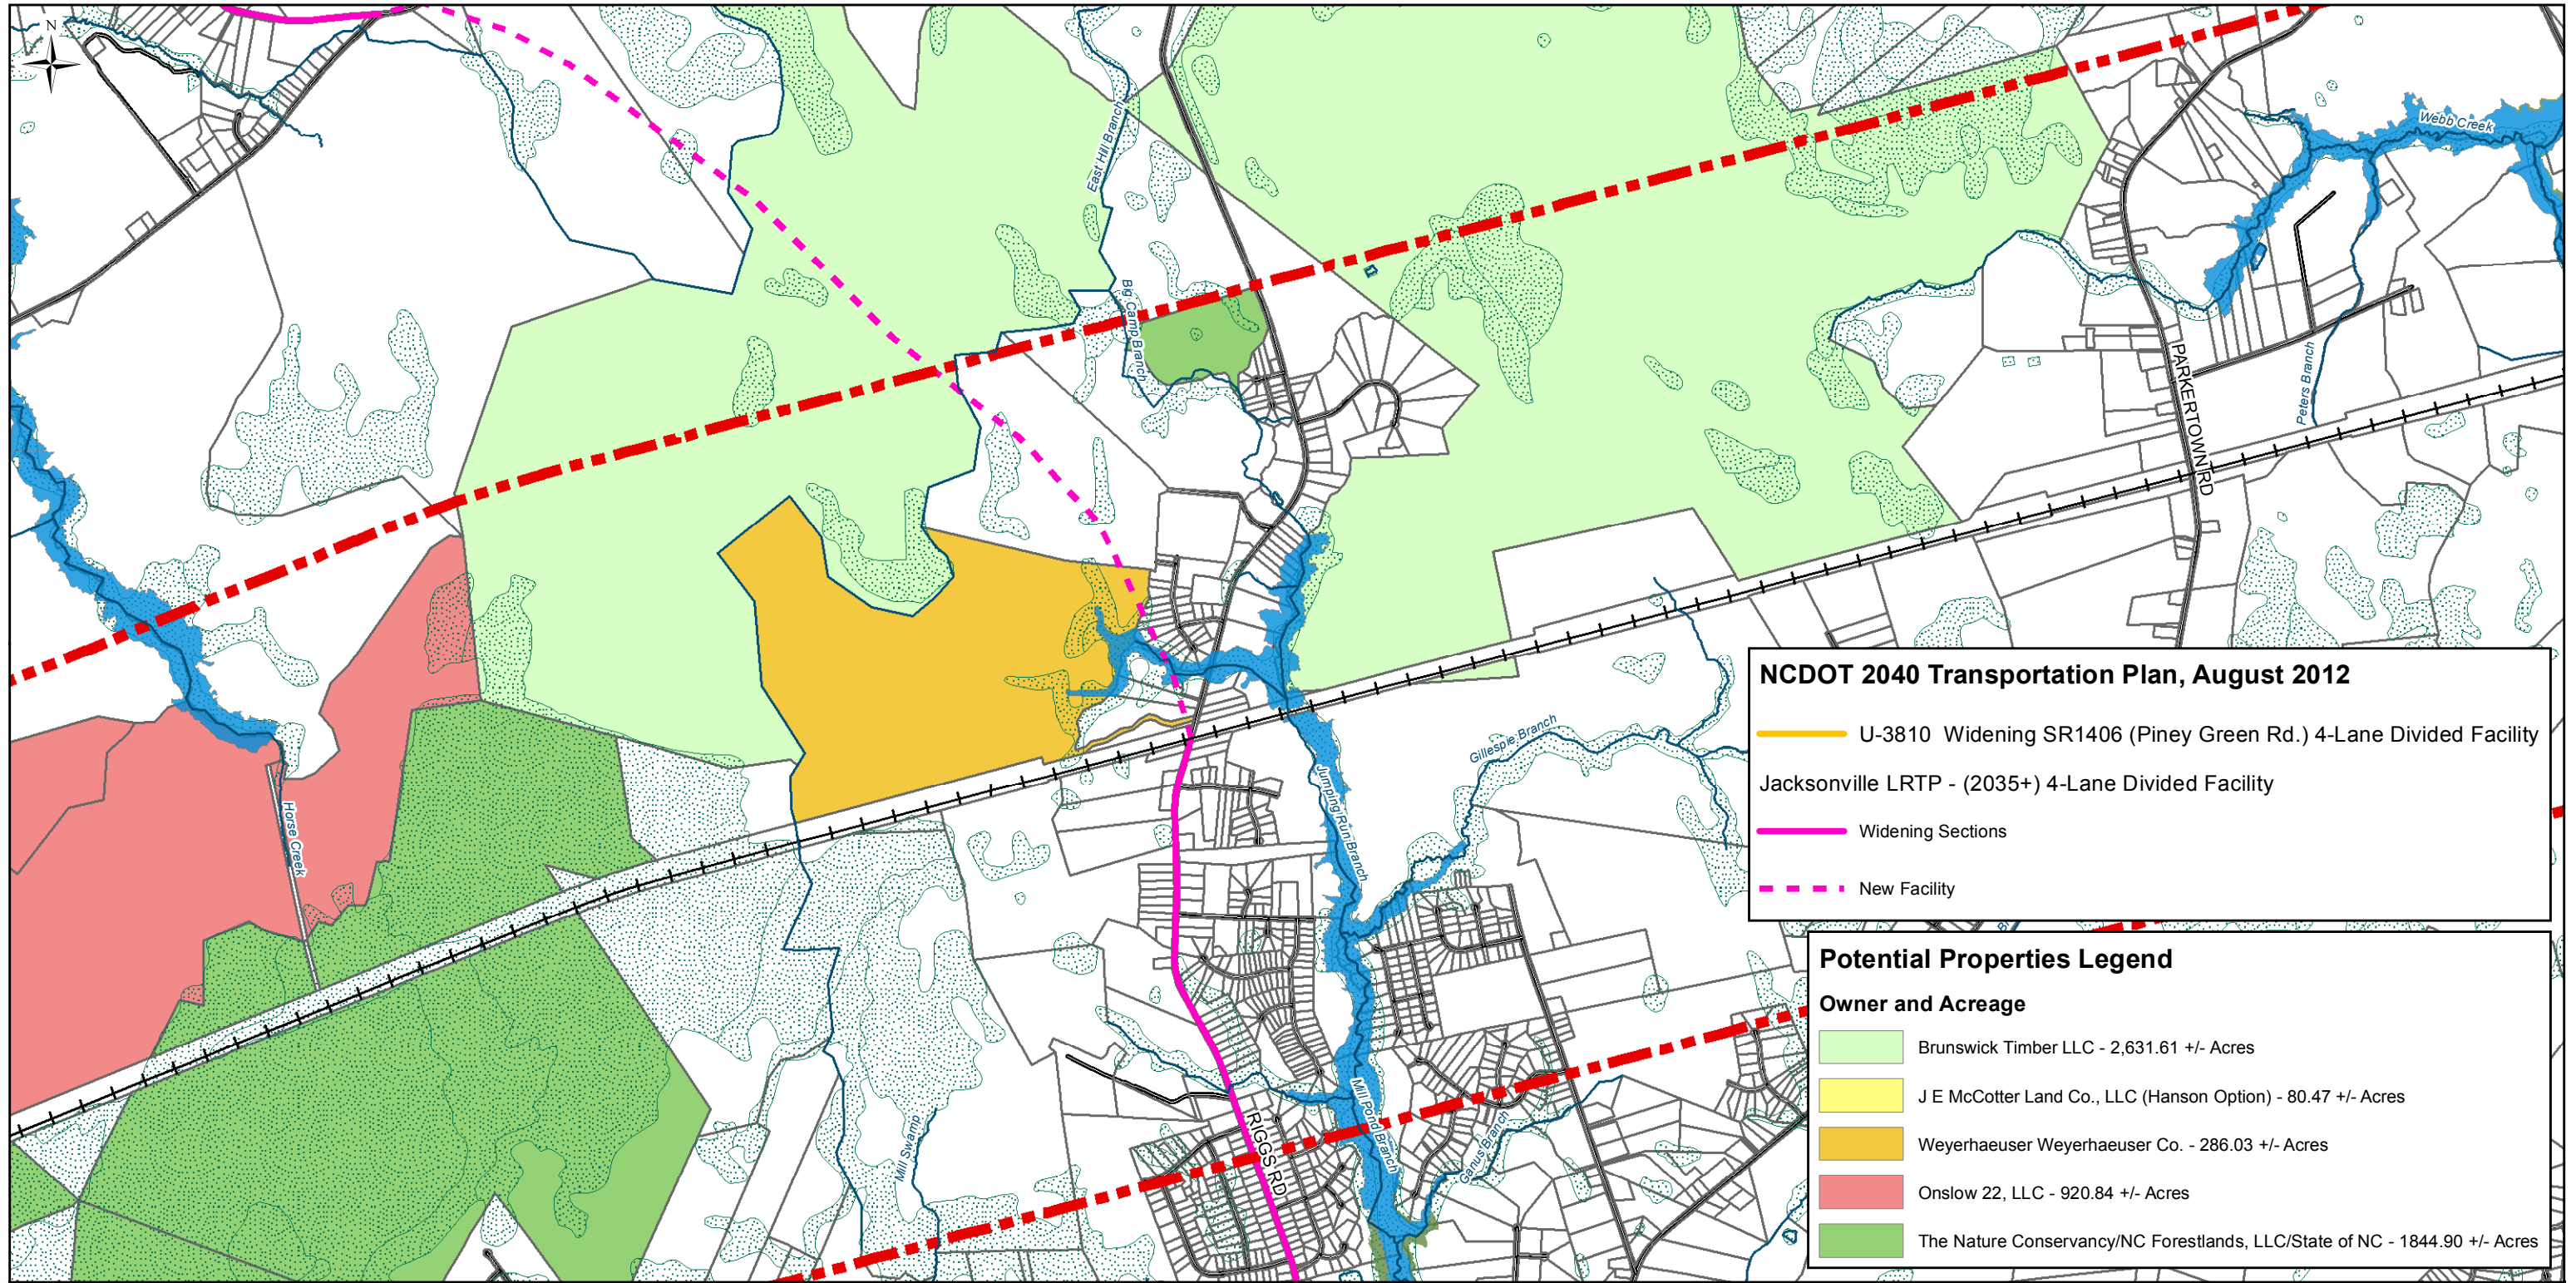 N
East Hill Branch
Webb Creek
Big Camp Branch
PARKERTOWN RD
Peters Branch
Horse Creek
Jumping Run Branch
Gillespie Branch
Mill Swamp
Mill Pond Branch
Ganus Branch
RIGGS RD
NCDOT 2040 Transportation Plan, August 2012
U-3810 Widening SR1406 (Piney Green Rd.) 4-Lane Divided Facility
Jacksonville LRTP - (2035+) 4-Lane Divided Facility
Widening Sections
New Facility
Potential Properties Legend
Owner and Acreage
Brunswick Timber LLC - 2,631.61 +/- Acres
J E McCotter Land Co., LLC (Hanson Option) - 80.47 +/- Acres
Weyerhaeuser Weyerhaeuser Co. - 286.03 +/- Acres
Onslow 22, LLC - 920.84 +/- Acres
The Nature Conservancy/NC Forestlands, LLC/State of NC - 1844.90 +/- Acres